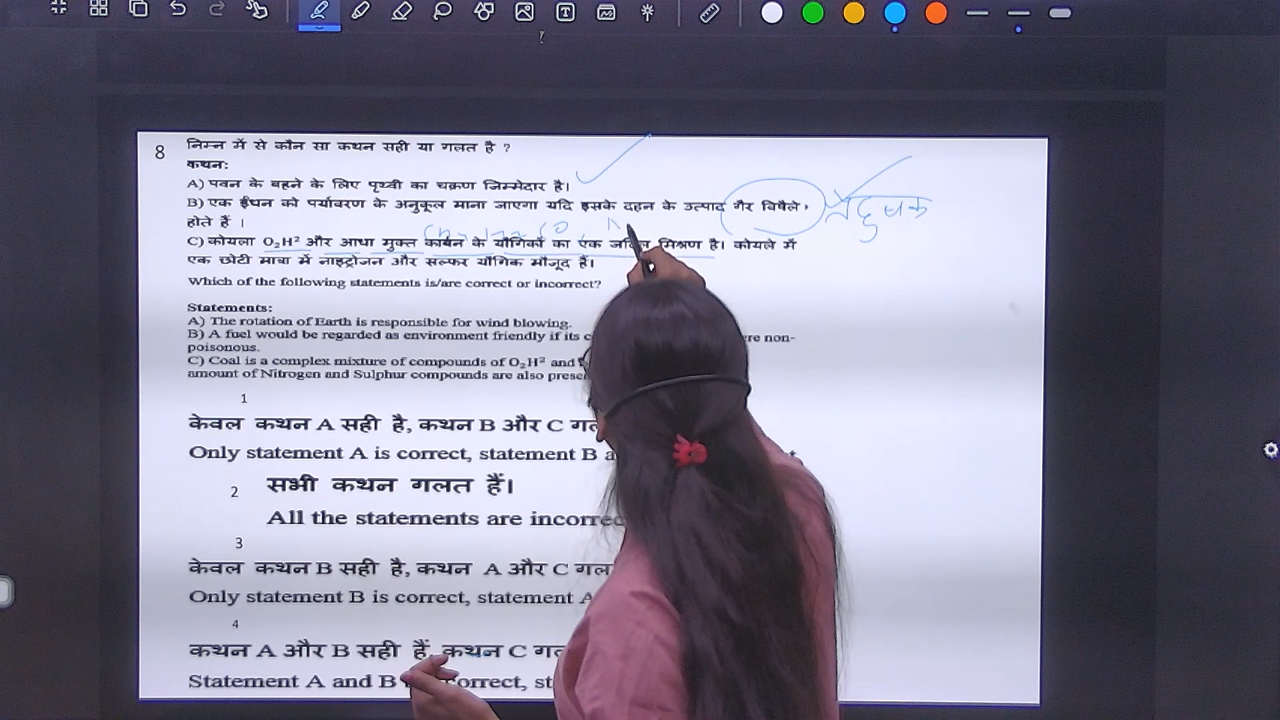 8
निम्न में से कौन सा कथन सही या गलत है ?
कथन:
A) पवन के बहने के लिए पृथ्वी का चक्रण जिम्मेदार है।
B) एक ईंधन को पर्यावरण के अनुकूल माना जाएगा यदि इसके दहन के उत्पाद गैर विषैले
होते हैं ।
C) कोयला O₂H² और आधा मुक्त कार्बन के यौगिकों का एक जटिल मिश्रण है। कोयले में
एक छोटी मात्रा में नाइट्रोजन और सल्फर यौगिक मौजूद हैं।
Which of the following statements is/are correct or incorrect?
Statements:
A) The rotation of Earth is responsible for wind blowing.
B) A fuel would be regarded as environment friendly if its non-
poisonous.
C) Coal is a complex mixture of compounds of O₂H² and
amount of Nitrogen and Sulphur compounds are also
1
केवल कथन A सही है, कथन B और C
Only statement A is correct, statement B
2
सभी कथन गलत हैं।
All the statements are
3
केवल कथन B सही है, कथन A और C
Only statement B is correct, statement A
4
कथन A और B सही हैं, कथन C
Statement A and B